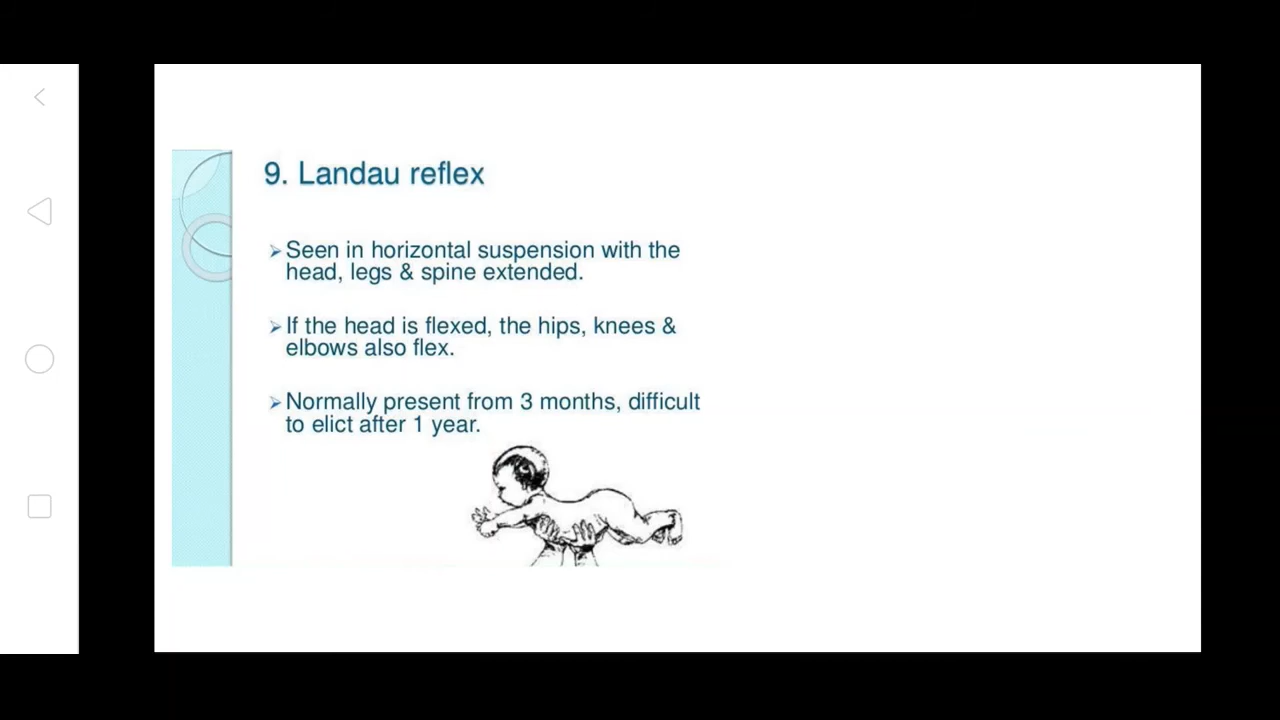 9. Landau reflex
Seen in horizontal suspension with the
head, legs & spine extended.
If the head is flexed, the hips, knees &
elbows also flex.
Normally present from 3 months, difficult
to elict after 1 year.